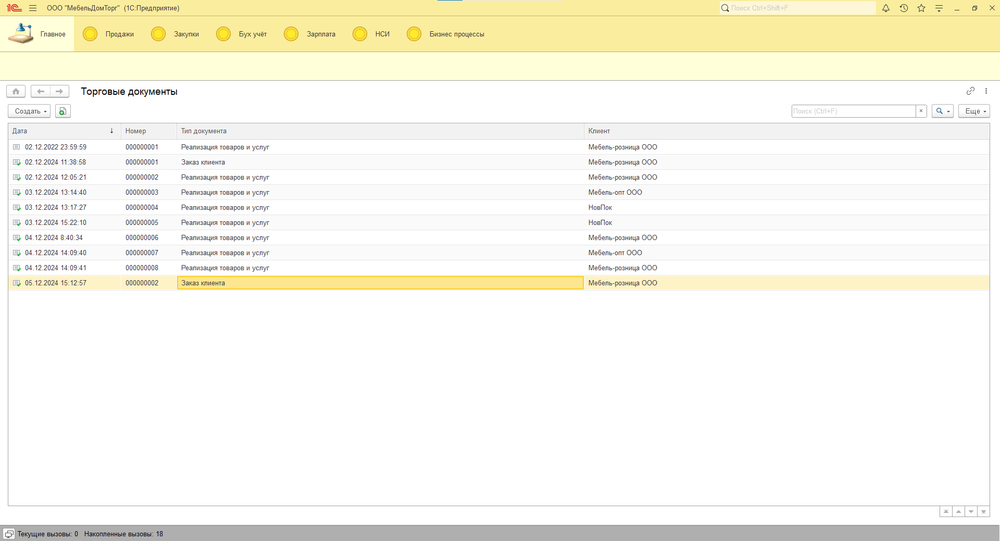 1С ООО "МебельДомТорг" (1С:Предприятие) Поиск Ctrl+Shift+F
Главное Продажи Закупки Бух учёт Зарплата НСИ Бизнес процессы
Торговые документы
Создать Поиск (Ctrl+F) × Еще
Дата ↓ Номер Тип документа Клиент
02.12.2022 23:59:59 000000001 Реализация товаров и услуг Мебель-розница ООО
02.12.2024 11:38:58 000000001 Заказ клиента Мебель-розница ООО
02.12.2024 12:05:21 000000002 Реализация товаров и услуг Мебель-розница ООО
03.12.2024 13:14:40 000000003 Реализация товаров и услуг Мебель-опт ООО
03.12.2024 13:17:27 000000004 Реализация товаров и услуг НовПок
03.12.2024 15:22:10 000000005 Реализация товаров и услуг НовПок
04.12.2024 8:40:34 000000006 Реализация товаров и услуг Мебель-розница ООО
04.12.2024 14:09:40 000000007 Реализация товаров и услуг Мебель-опт ООО
04.12.2024 14:09:41 000000008 Реализация товаров и услуг Мебель-розница ООО
05.12.2024 15:12:57 000000002 Заказ клиента Мебель-розница ООО
Текущие вызовы: 0 Накопленные вызовы: 18